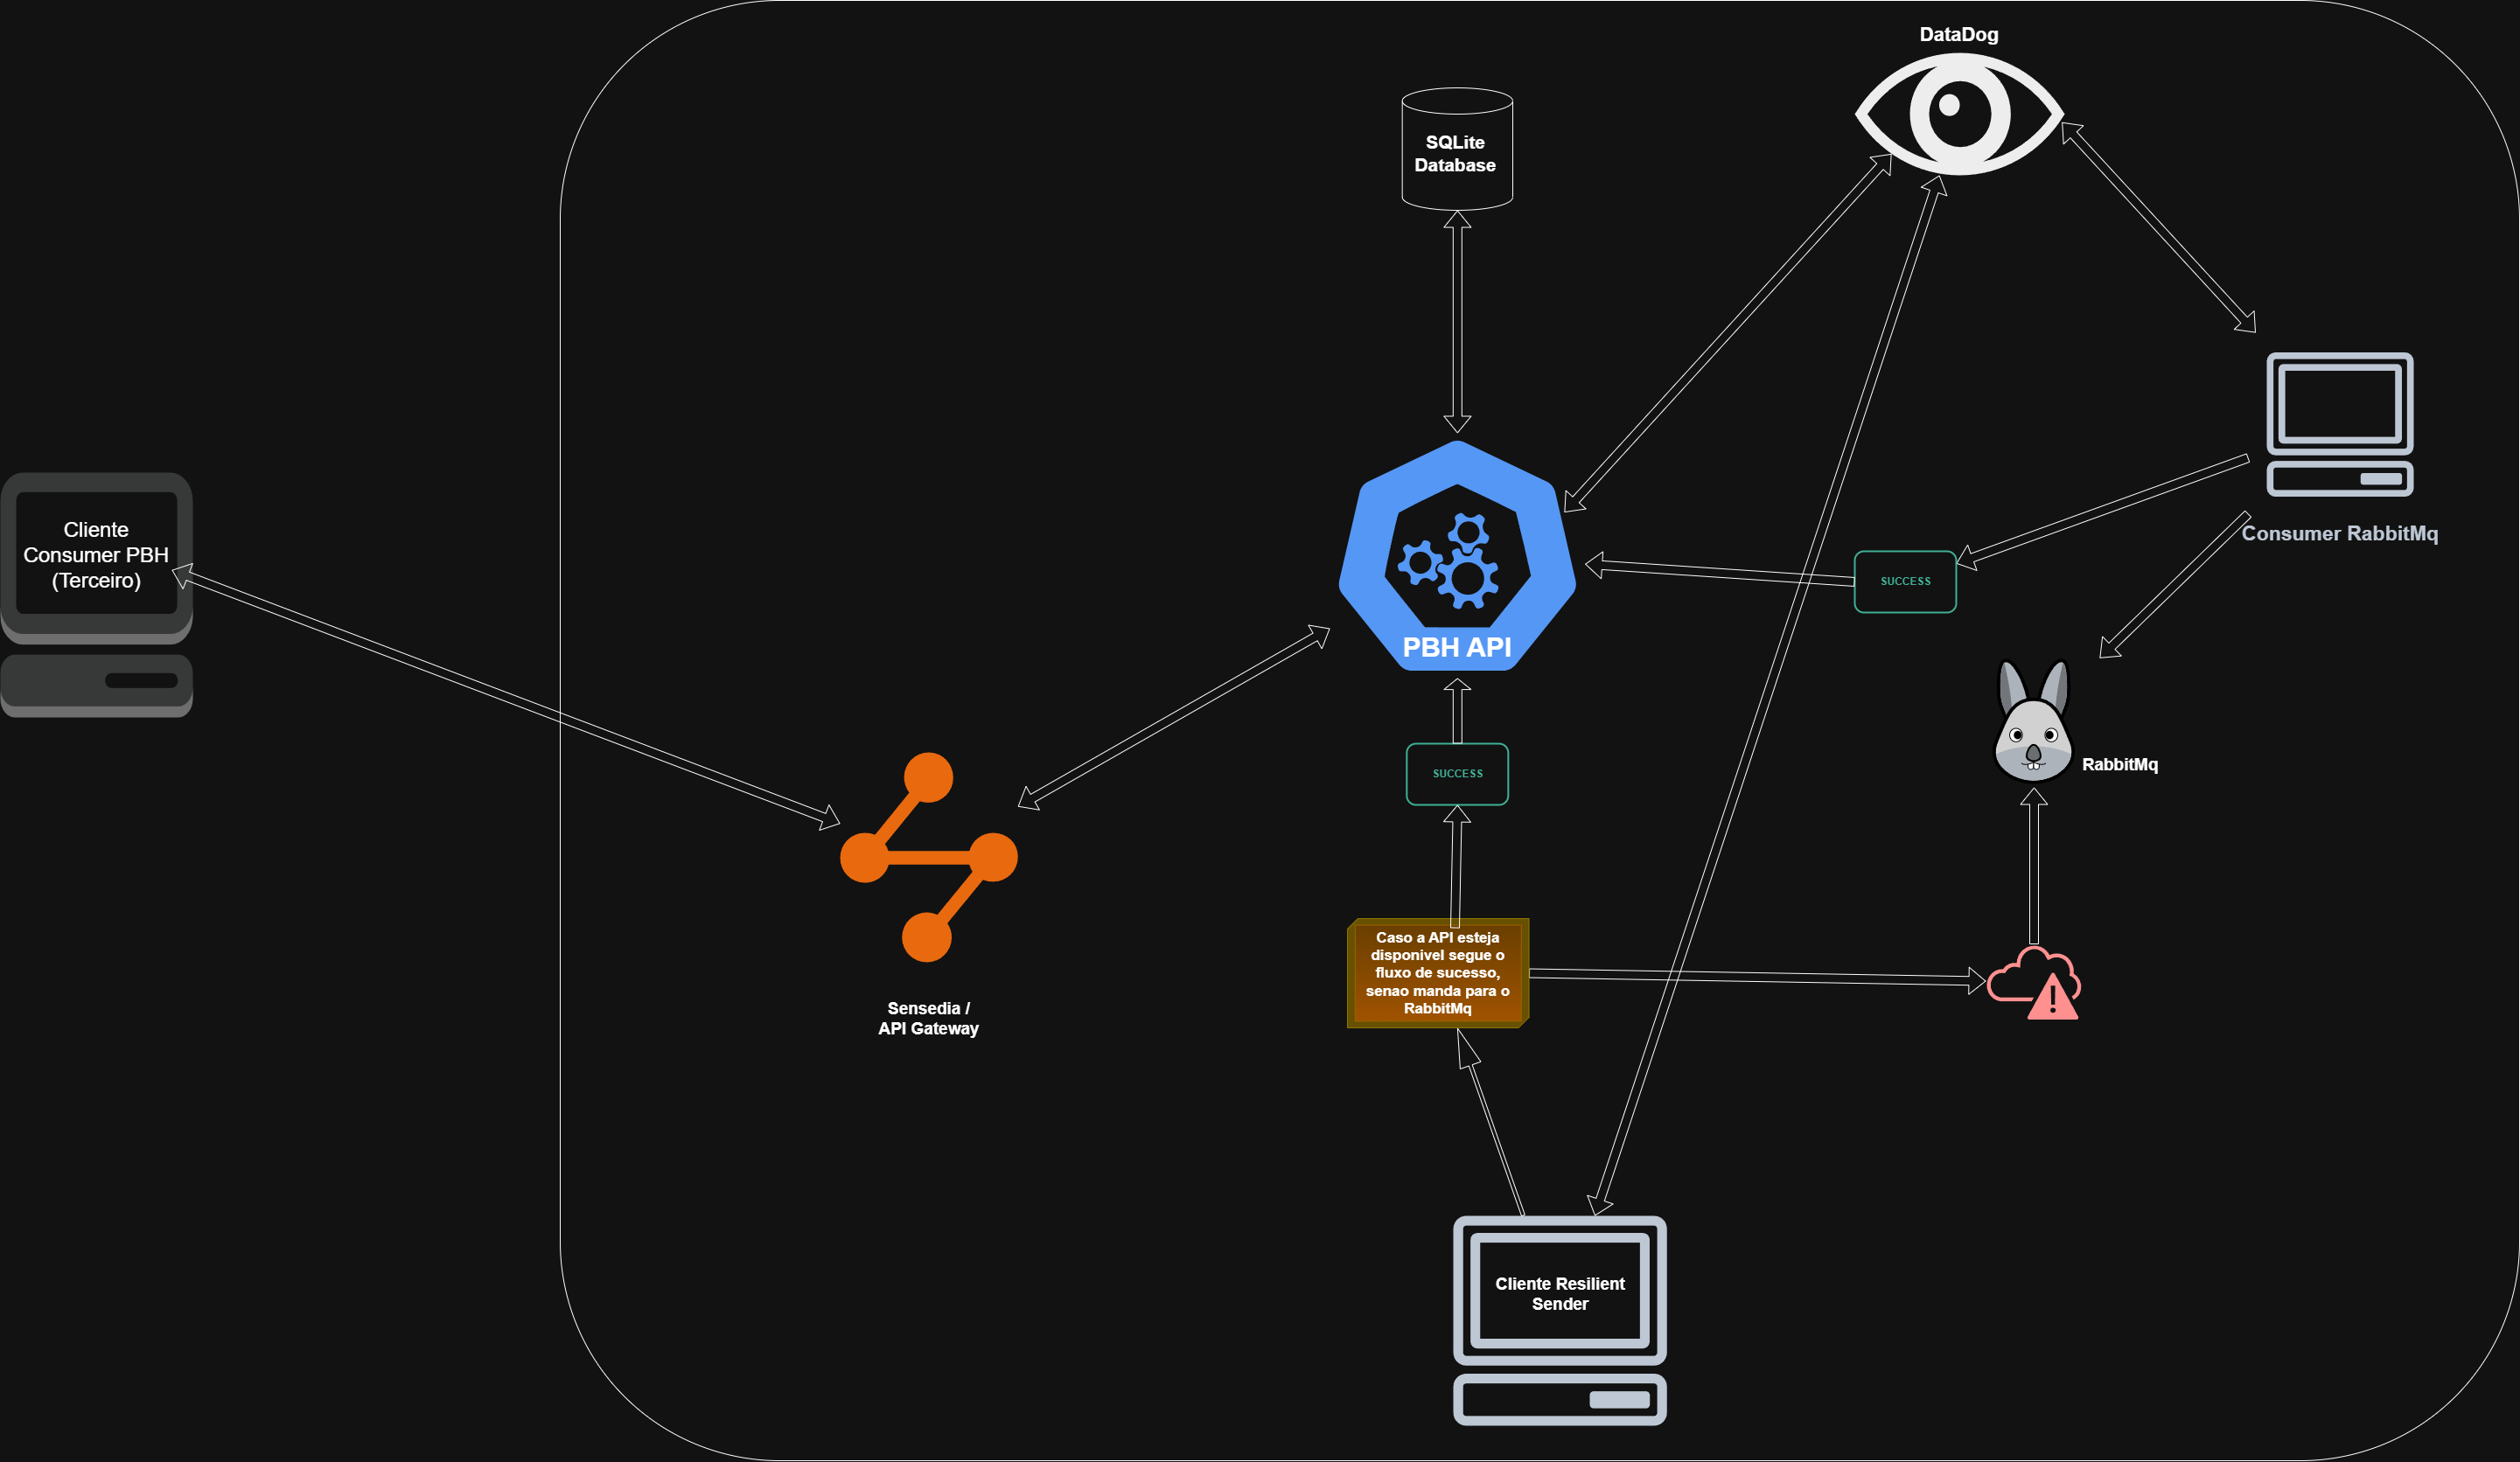 DataDog
SQLite
Database
Cliente
Consumer PBH
(Terceiro)
Consumer RabbitMq
SUCCESS
PBH API
SUCCESS
RabbitMq
Caso a API esteja
disponivel segue o
fluxo de sucesso,
senao manda para o
RabbitMq
Sensedia /
API Gateway
Cliente Resilient
Sender